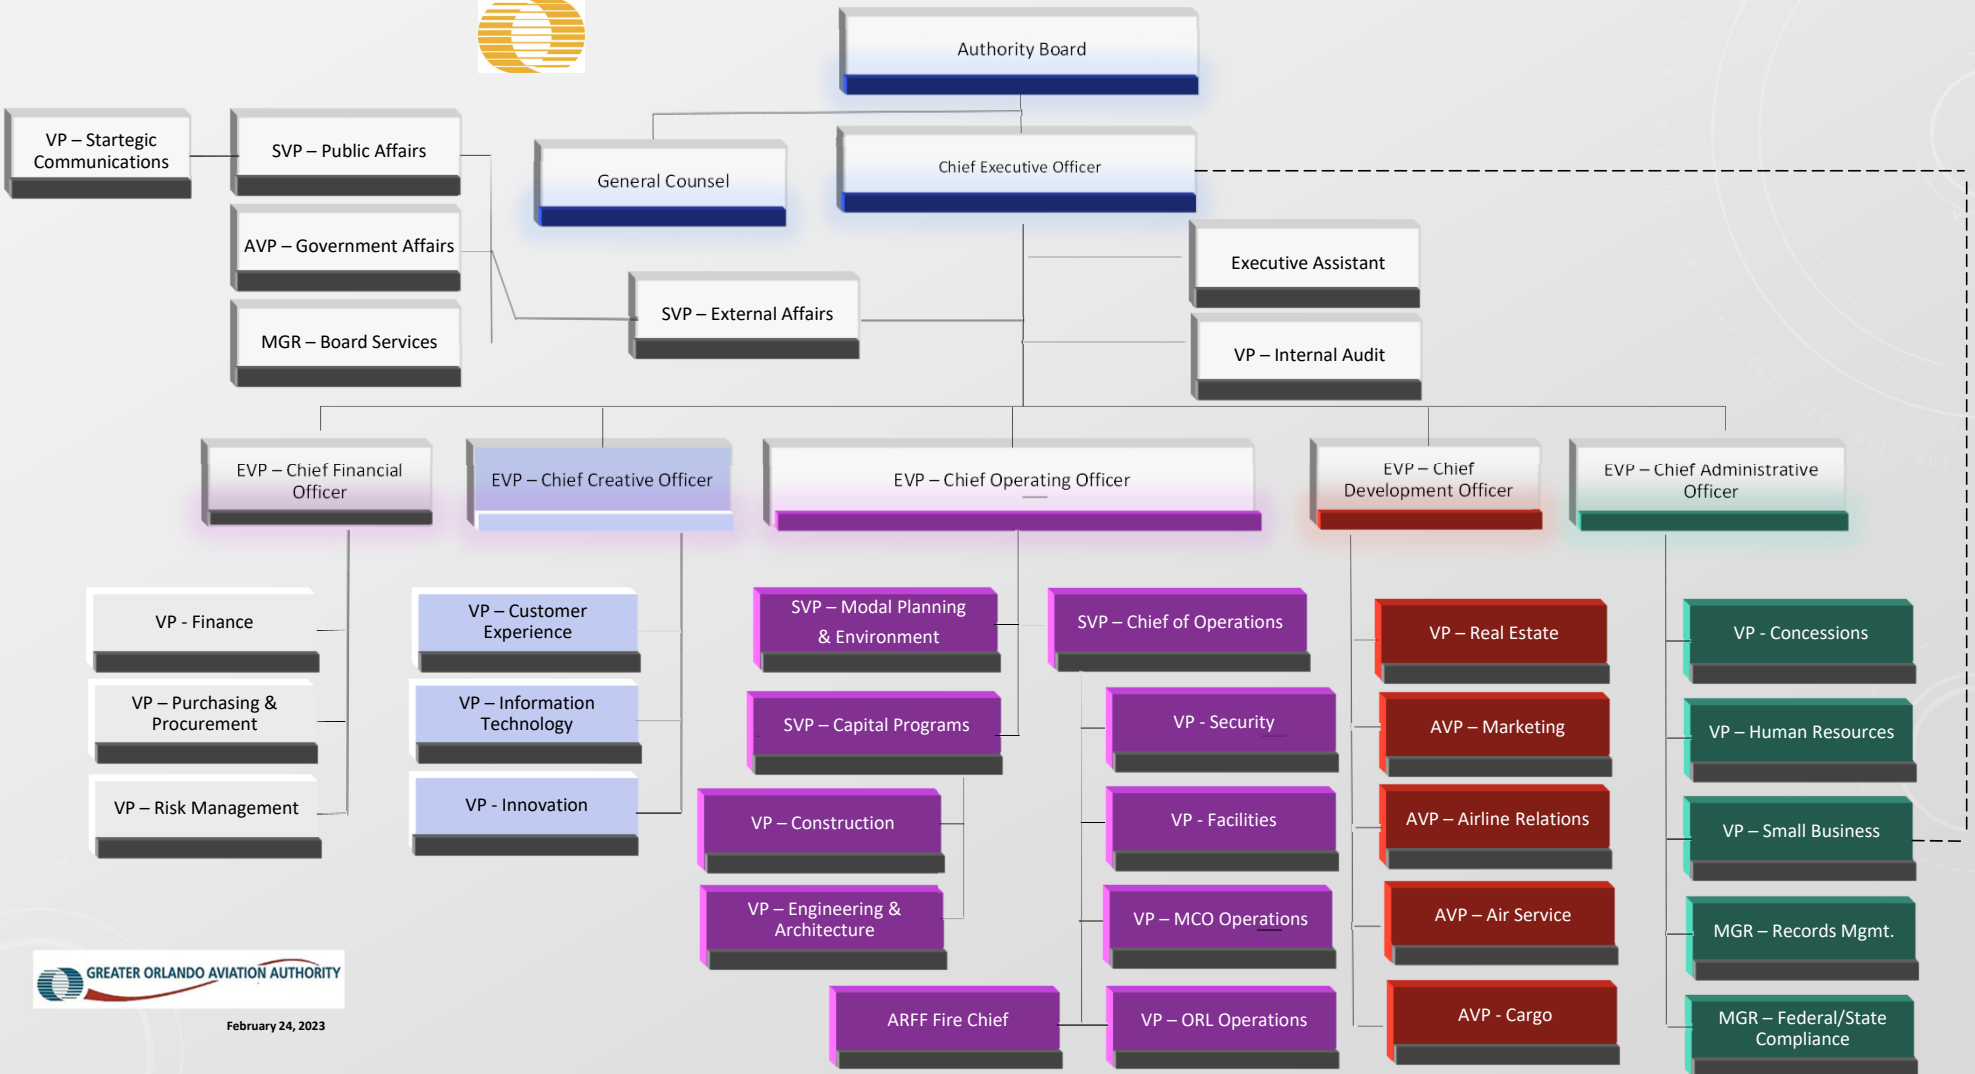 Authority Board
VP – Startegic
Communications
SVP – Public Affairs
General Counsel
Chief Executive Officer
AVP – Government Affairs
Executive Assistant
SVP – External Affairs
MGR – Board Services
VP – Internal Audit
EVP – Chief Financial
Officer
EVP – Chief Creative Officer
EVP – Chief Operating Officer
EVP – Chief
Development Officer
EVP – Chief Administrative
Officer
VP - Finance
VP – Purchasing &
Procurement
VP – Risk Management
VP – Customer
Experience
VP – Information
Technology
VP - Innovation
SVP – Modal Planning
& Environment
SVP – Capital Programs
VP – Construction
VP – Engineering &
Architecture
SVP – Chief of Operations
VP - Security
VP - Facilities
VP – MCO Operations
ARFF Fire Chief
VP – ORL Operations
VP – Real Estate
AVP – Marketing
AVP – Airline Relations
AVP – Air Service
AVP - Cargo
VP - Concessions
VP – Human Resources
VP – Small Business
MGR – Records Mgmt.
MGR – Federal/State
Compliance
GREATER ORLANDO AVIATION AUTHORITY
February 24, 2023